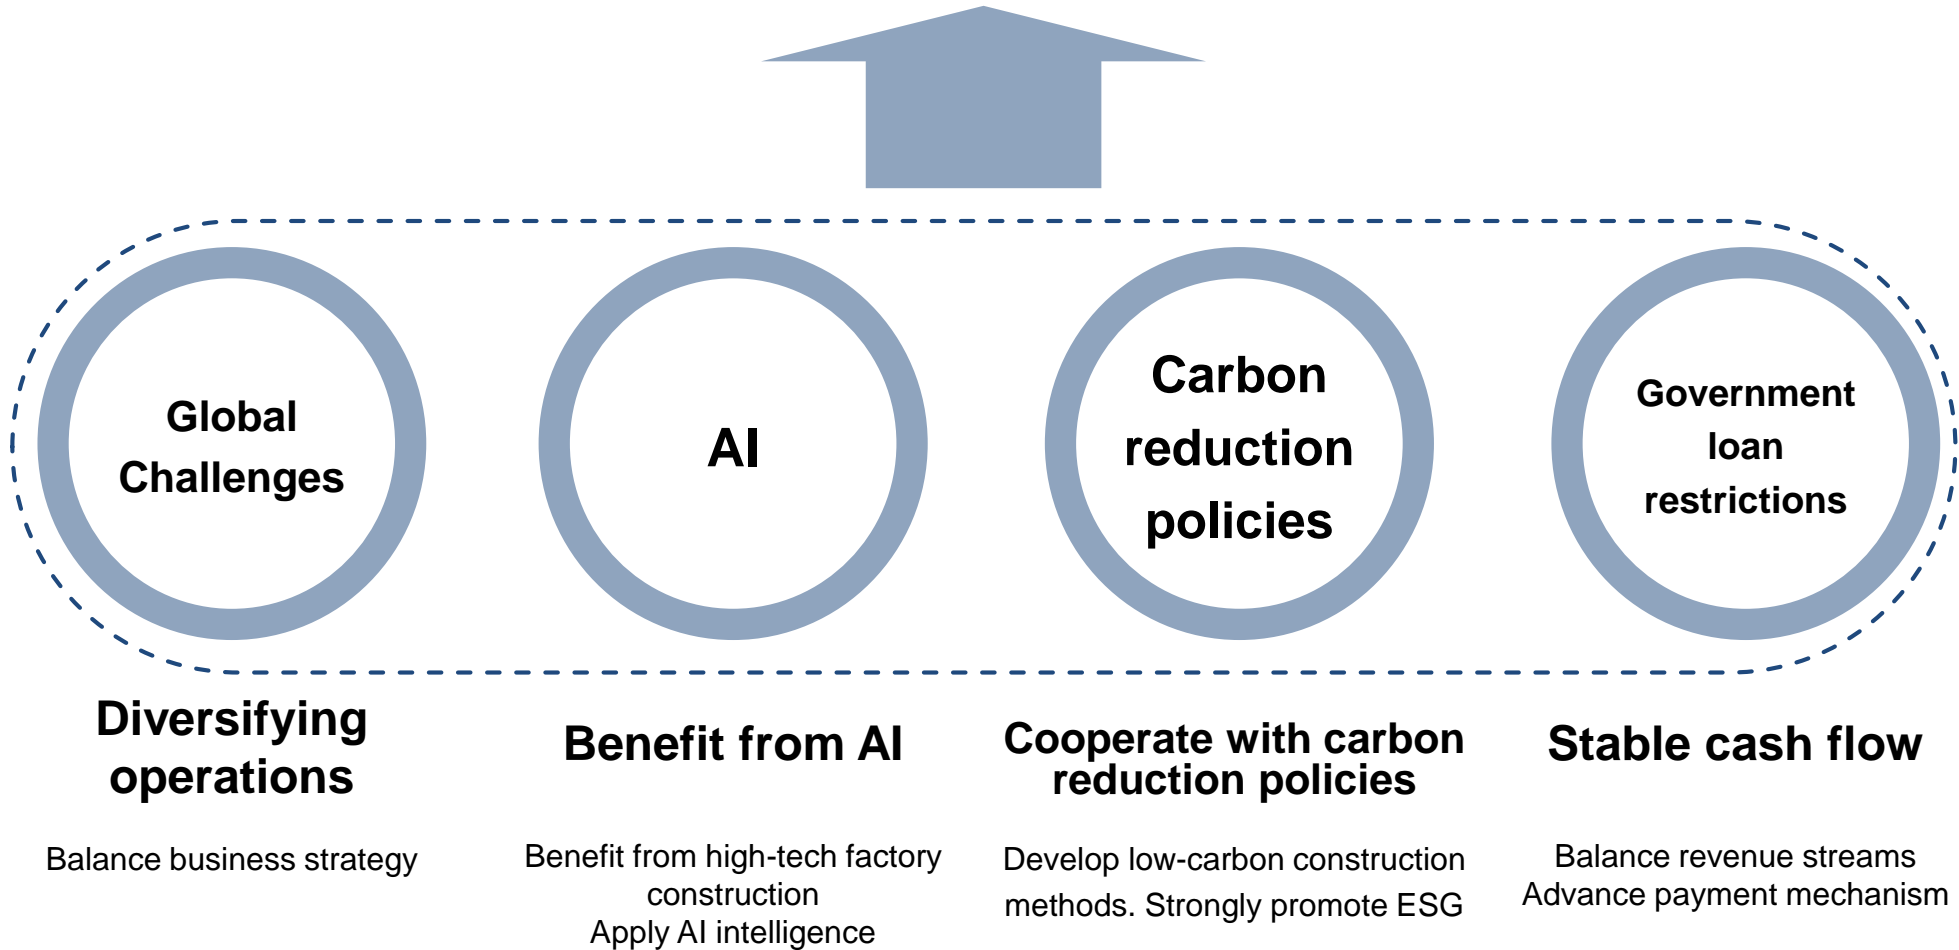 Global
Challenges
AI
Carbon
reduction
policies
Government
loan
restrictions
Diversifying
operations
Balance business strategy
Benefit from AI
Benefit from high-tech factory
construction
Apply AI intelligence
Cooperate with carbon
reduction policies
Develop low-carbon construction
methods. Strongly promote ESG
Stable cash flow
Balance revenue streams
Advance payment mechanism